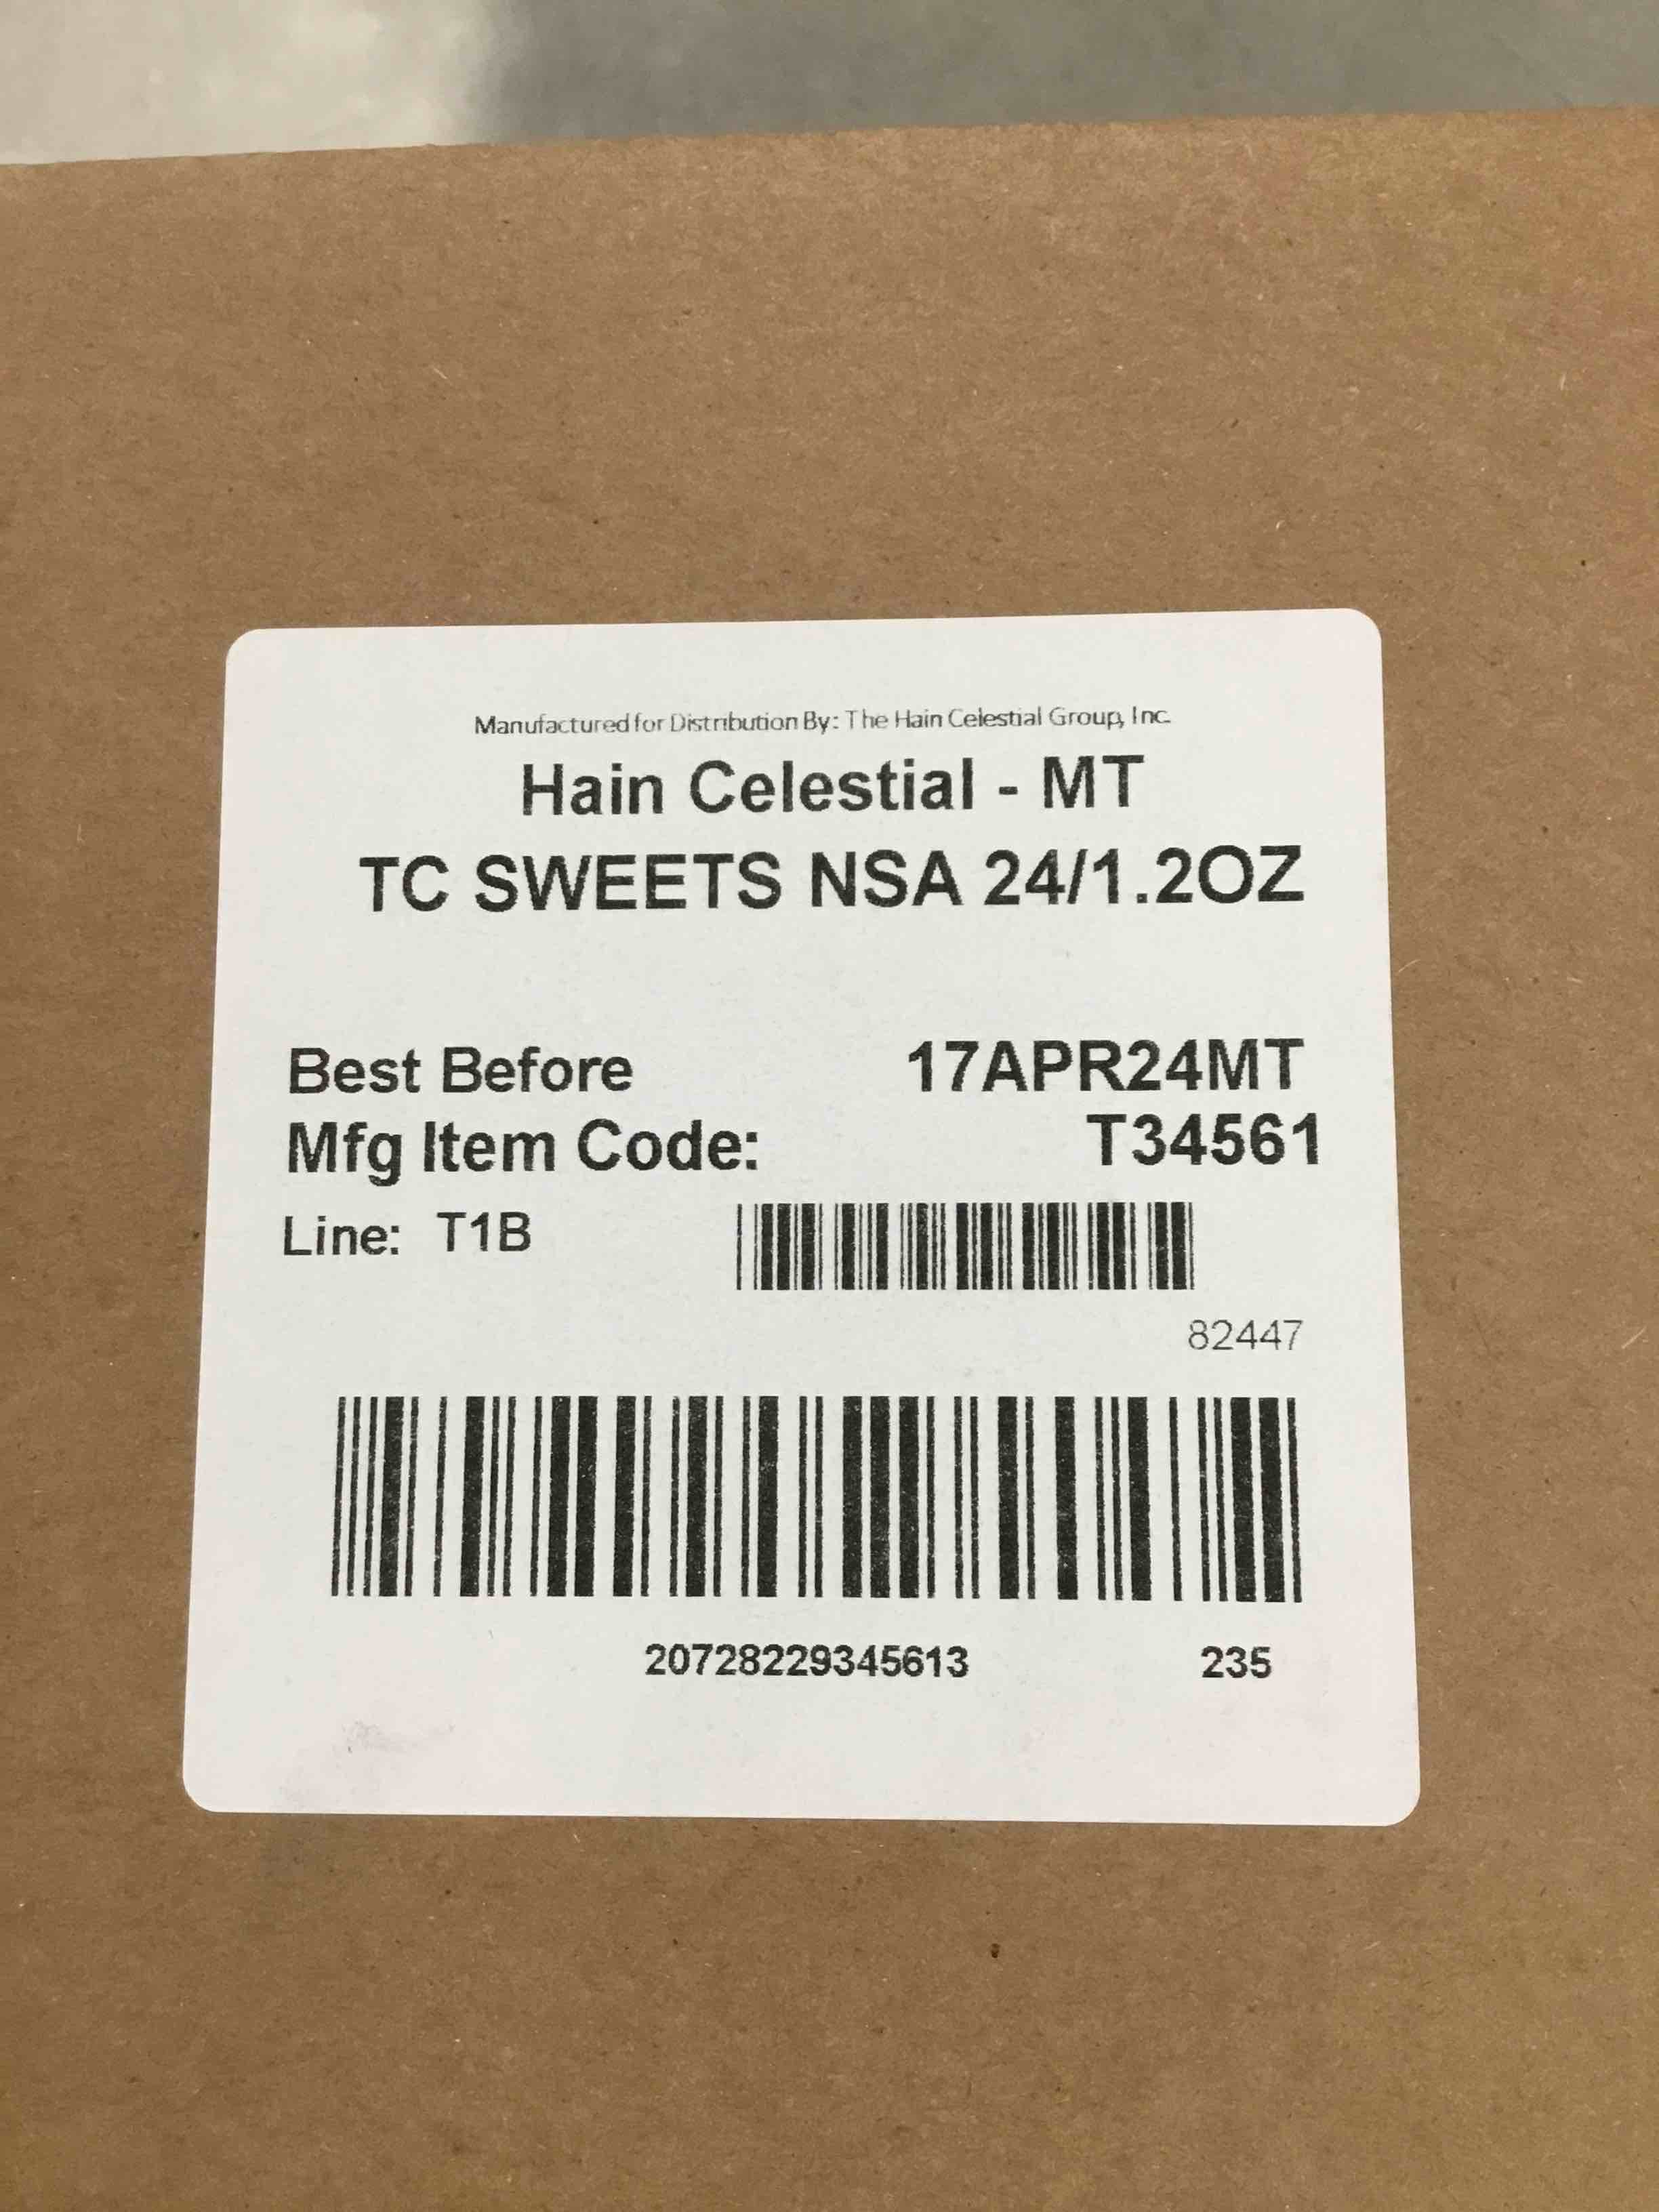 Manufactured for Distribution By: The Hain Celestial Group, Inc.
Hain Celestial - MT
TC SWEETS NSA 24/1.2OZ
Best Before 17APR24MT
Mfg Item Code: T34561
Line: T1B
82447
20728229345613 235